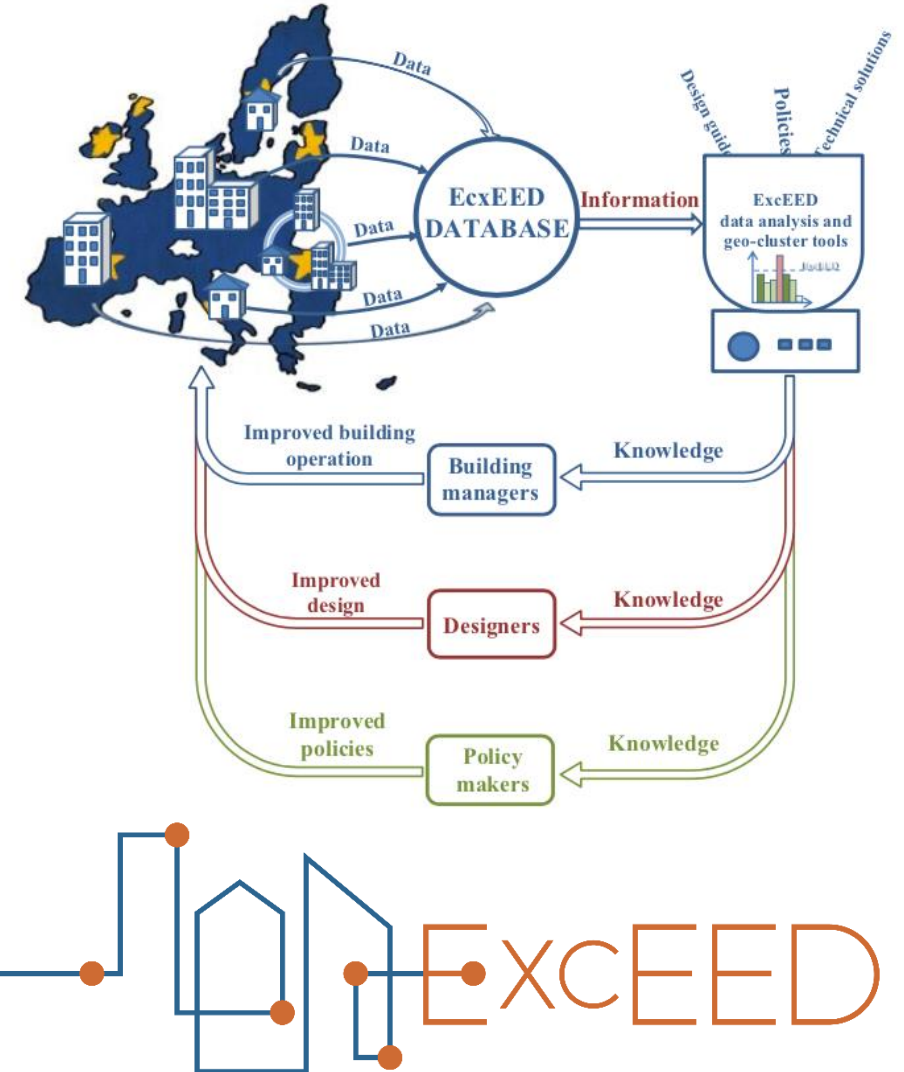 Data
Data
Data
Data
Data
EcxEED
DATABASE
Information
Design guide
Policies
technical solutions
ExcEED
data analysis and
geo-cluster tools
ExcEED
Improved building
operation
Building
managers
Knowledge
Improved
design
Designers
Knowledge
Improved
policies
Policy
makers
Knowledge
EXCEED